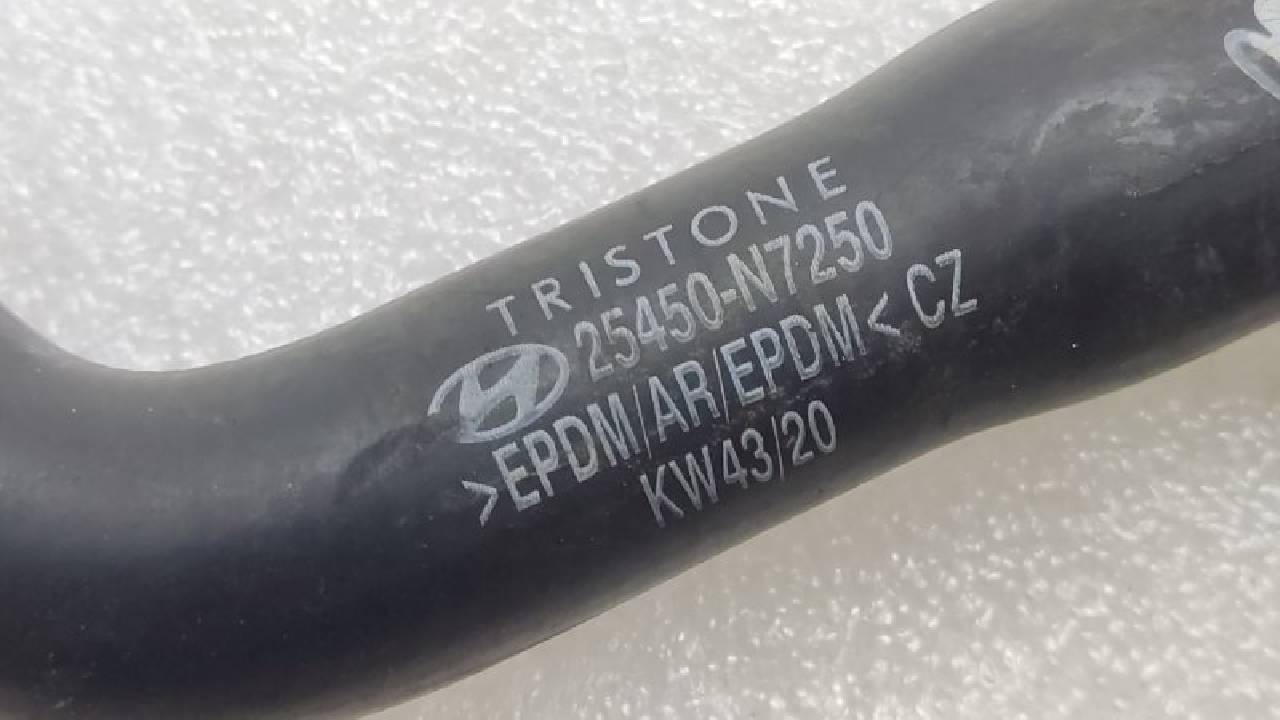 TRISTONE
25450-N7250
>EPDM/AR/EPDM< CZ
KW43/20